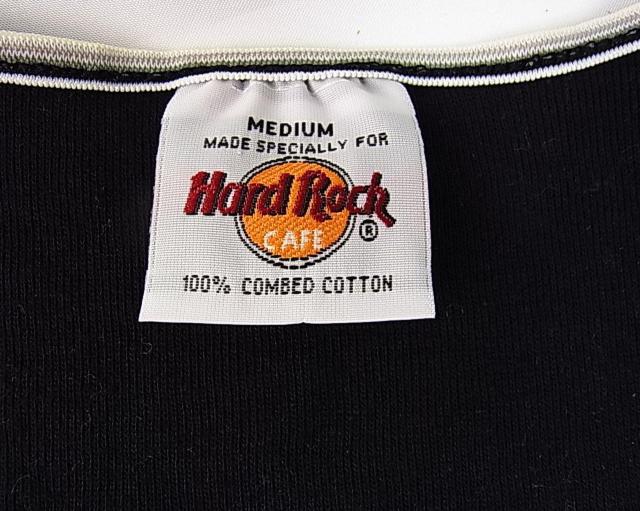 MEDIUM
MADE SPECIALLY FOR
Hard Rock
CAFE ®
100% COMBED COTTON